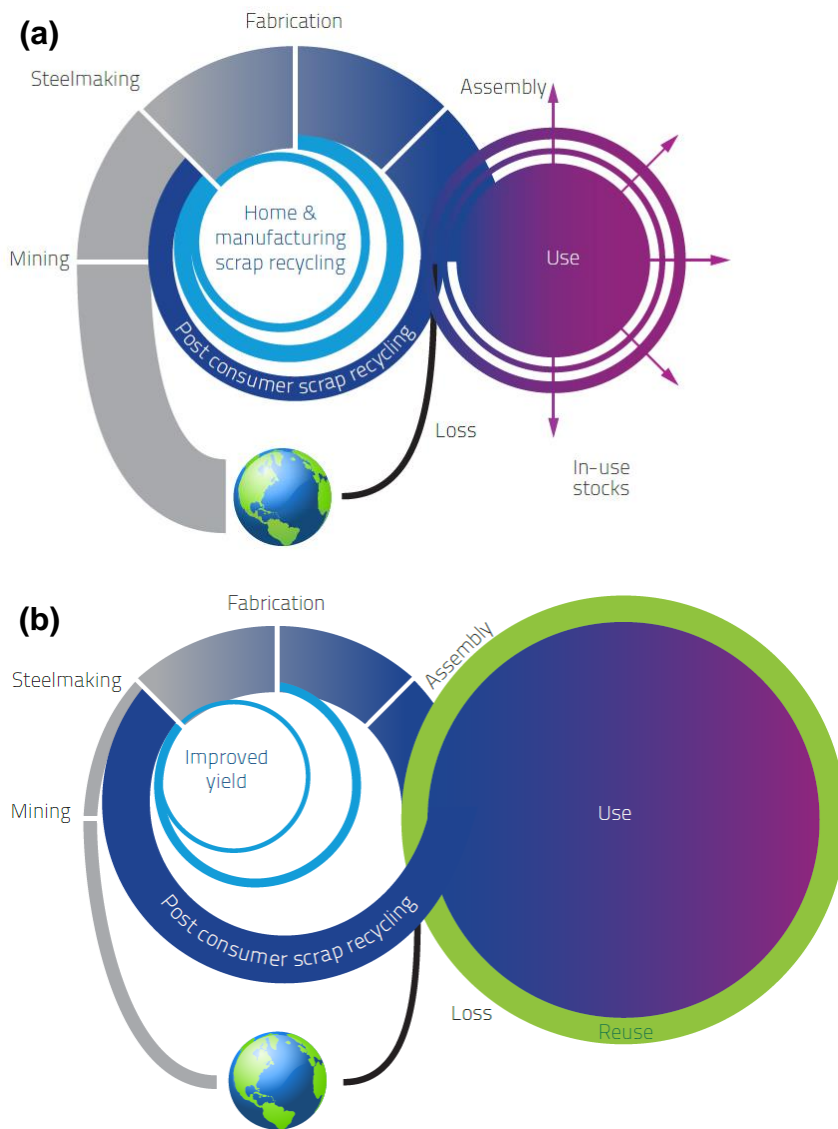 (a)
Fabrication
Steelmaking
Assembly
Home &
manufacturing
scrap recycling
Use
Mining
Post consumer scrap recycling
Loss
In-use
stocks
(b)
Fabrication
Assembly
Steelmaking
Improved
yield
Mining
Use
Post consumer scrap recycling
Loss
Reuse